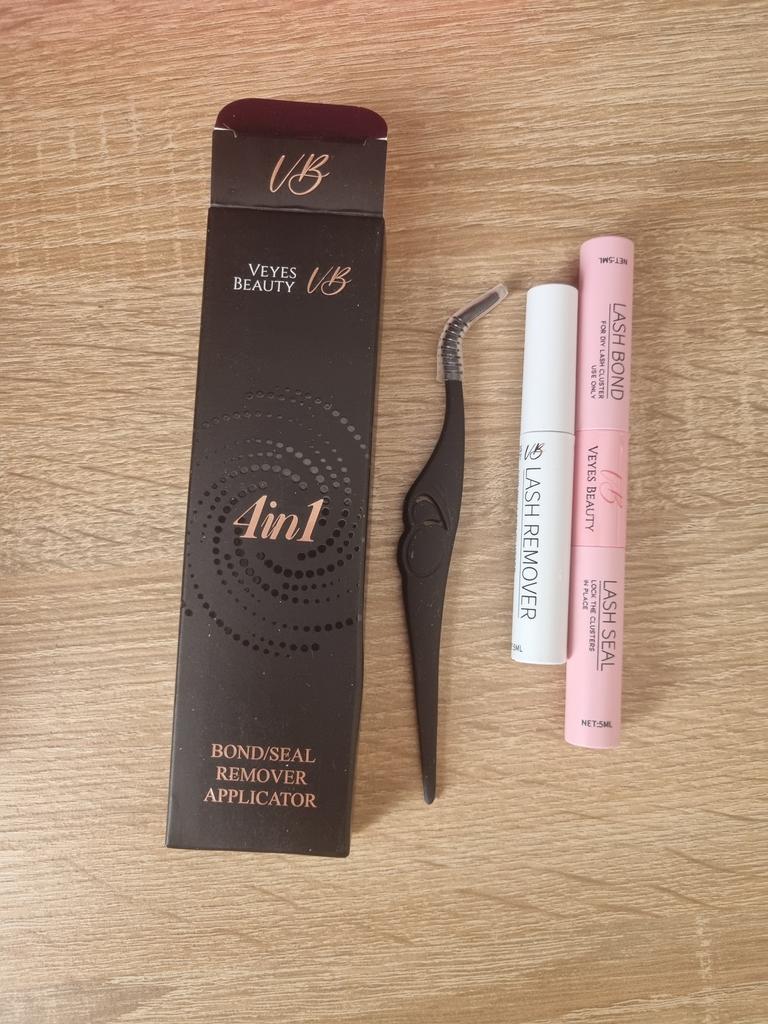 VB
VEYES
BEAUTY VB
4in1
BOND/SEAL
REMOVER
APPLICATOR
VB LASH REMOVER
5ML
NET:5ML
LASH BOND
FOR DIY LASH CLUSTER
USE ONLY
VB
VEYES BEAUTY
LASH SEAL
LOCK THE CLUSTERS
IN PLACE
NET:5ML